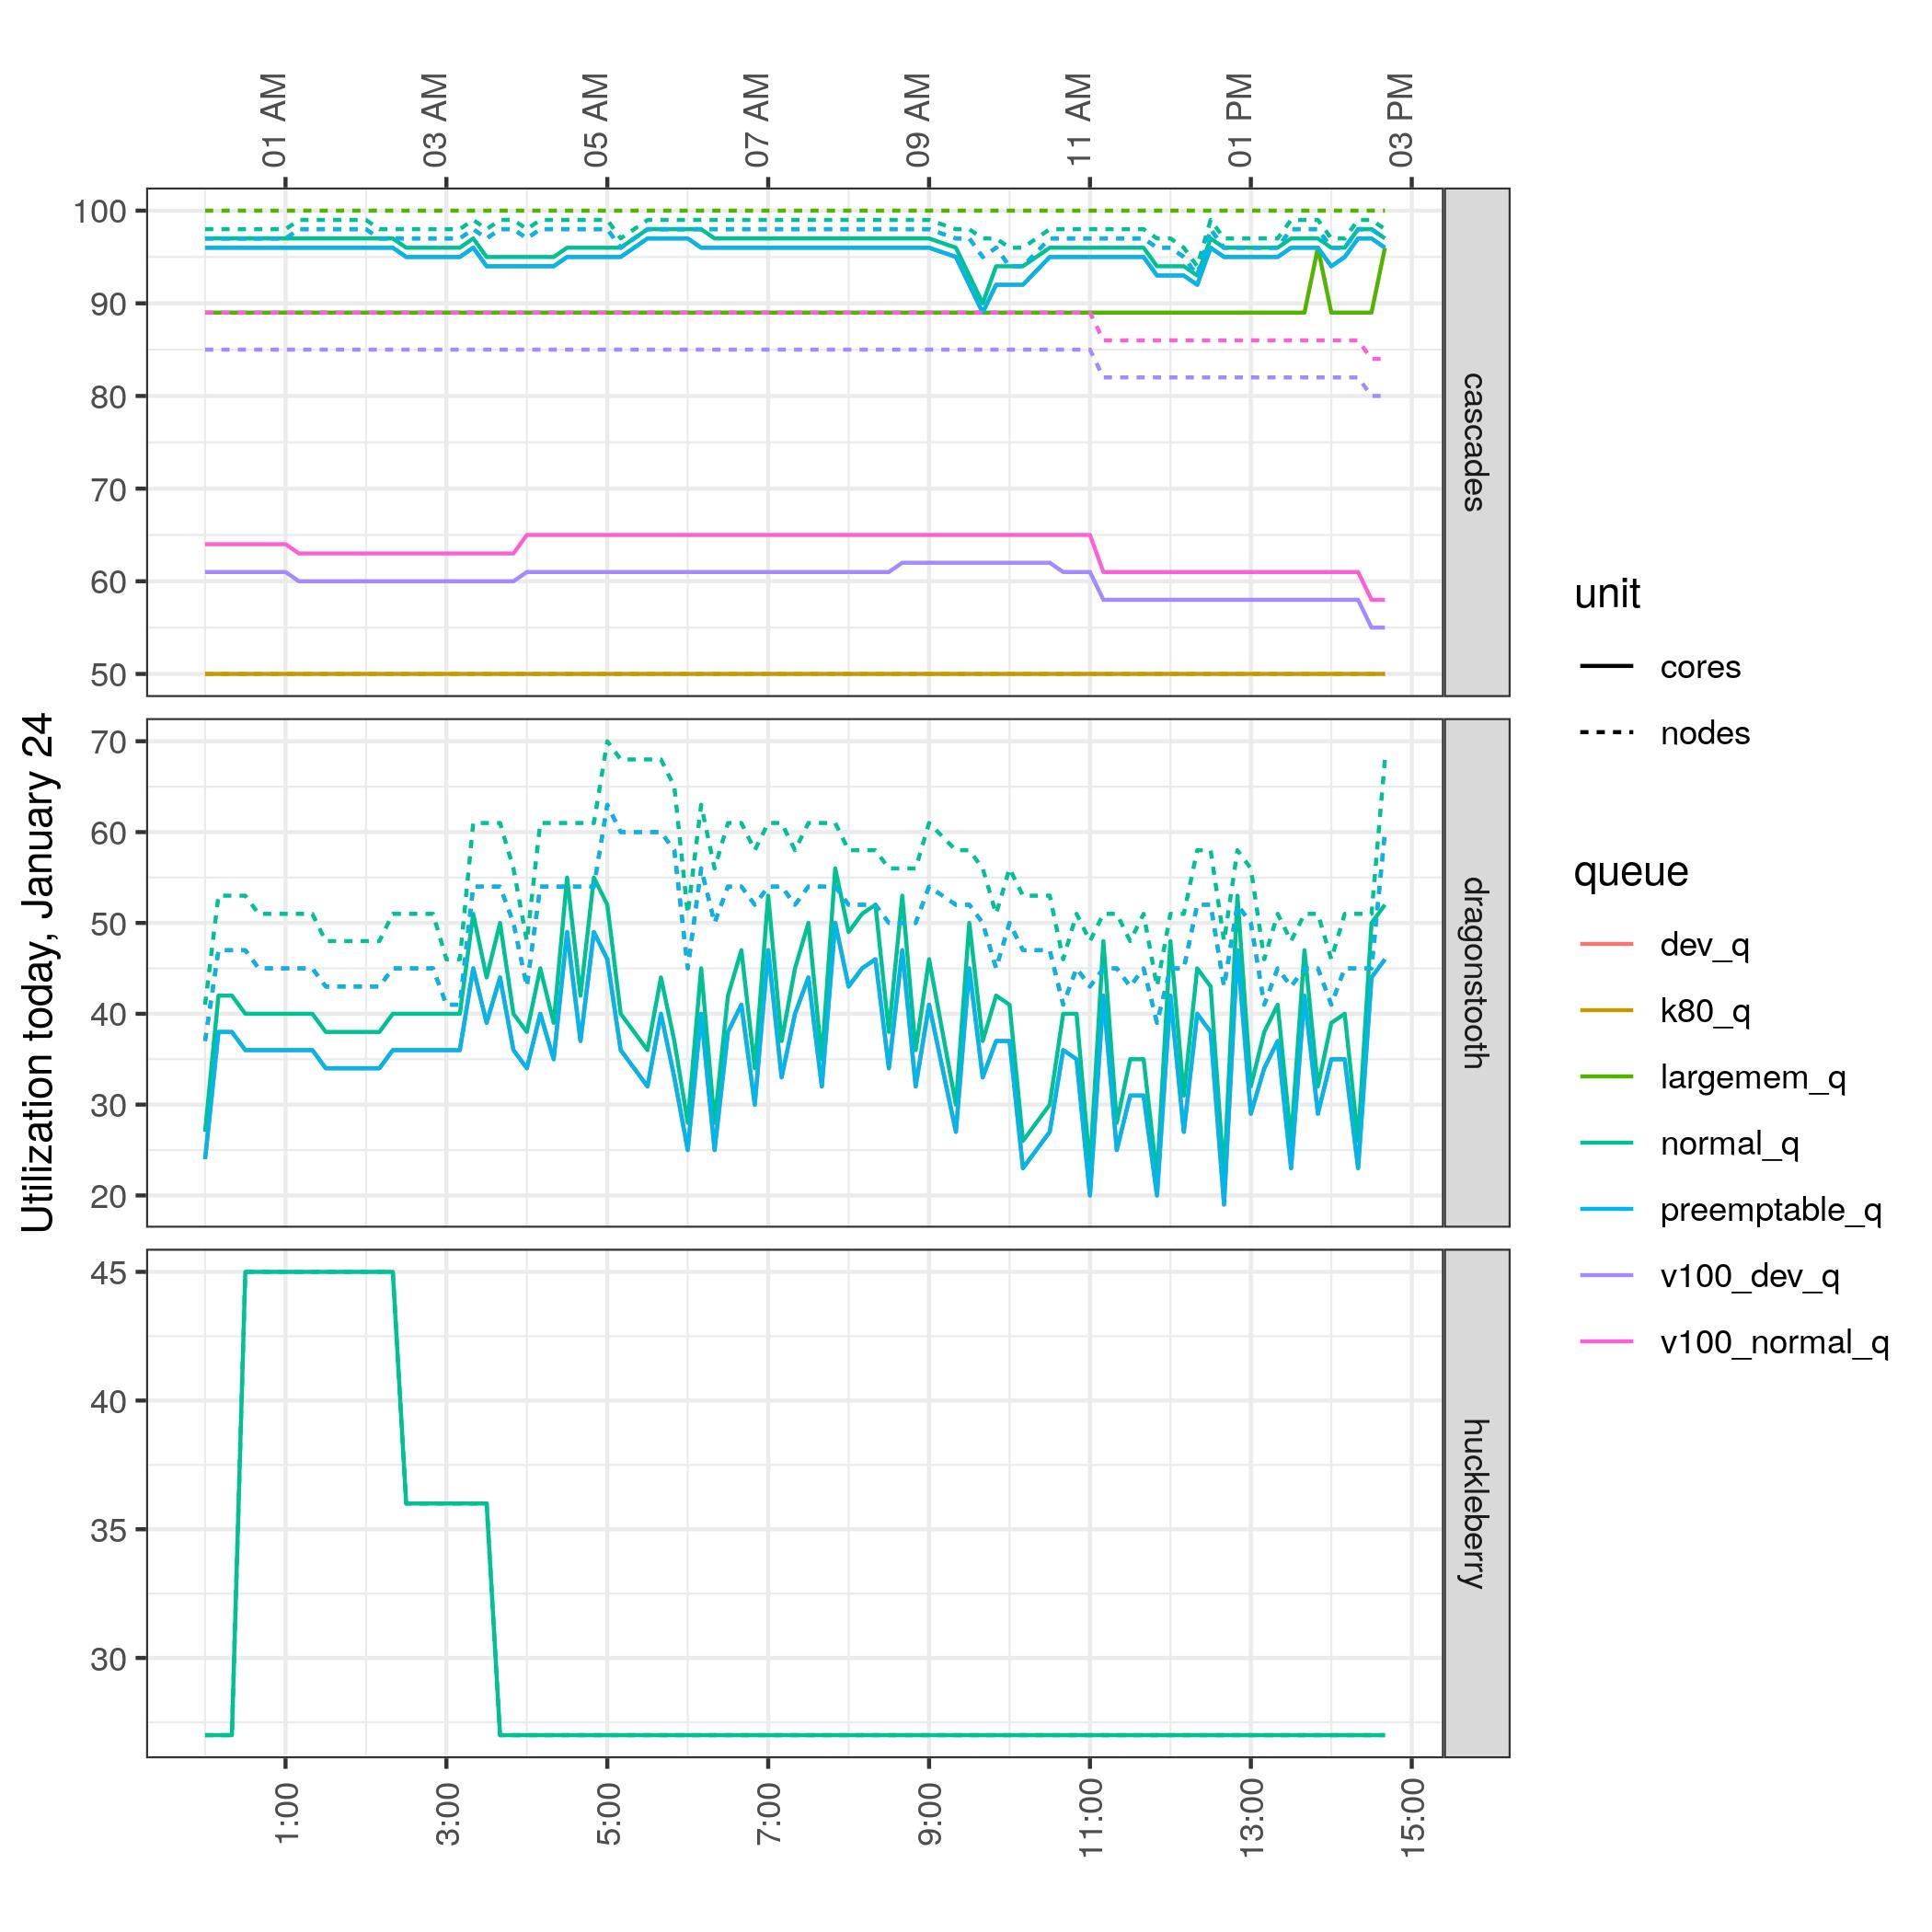 01 AM
03 AM
05 AM
07 AM
09 AM
11 AM
01 PM
03 PM
Utilization today, January 24
100
90
80
70
60
50
cascades
70
60
50
40
30
20
dragonstooth
45
40
35
30
huckleberry
1:00
3:00
5:00
7:00
9:00
11:00
13:00
15:00
unit
cores
nodes
queue
dev_q
k80_q
largemem_q
normal_q
preemptable_q
v100_dev_q
v100_normal_q